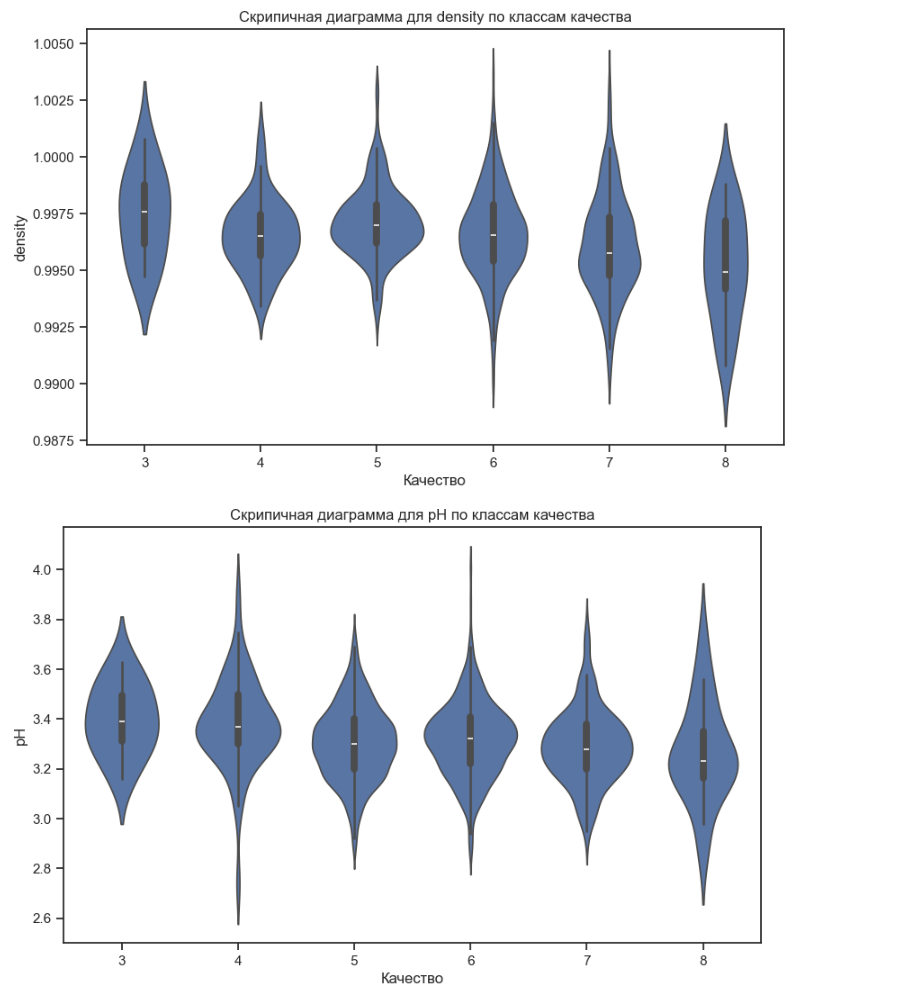 Скрипичная диаграмма для density по классам качества
1.0050
1.0025
1.0000
0.9975
0.9950
0.9925
0.9900
0.9875
density
3 4 5 6 7 8
Качество
Скрипичная диаграмма для pH по классам качества
4.0
3.8
3.6
3.4
3.2
3.0
2.8
2.6
pH
3 4 5 6 7 8
Качество